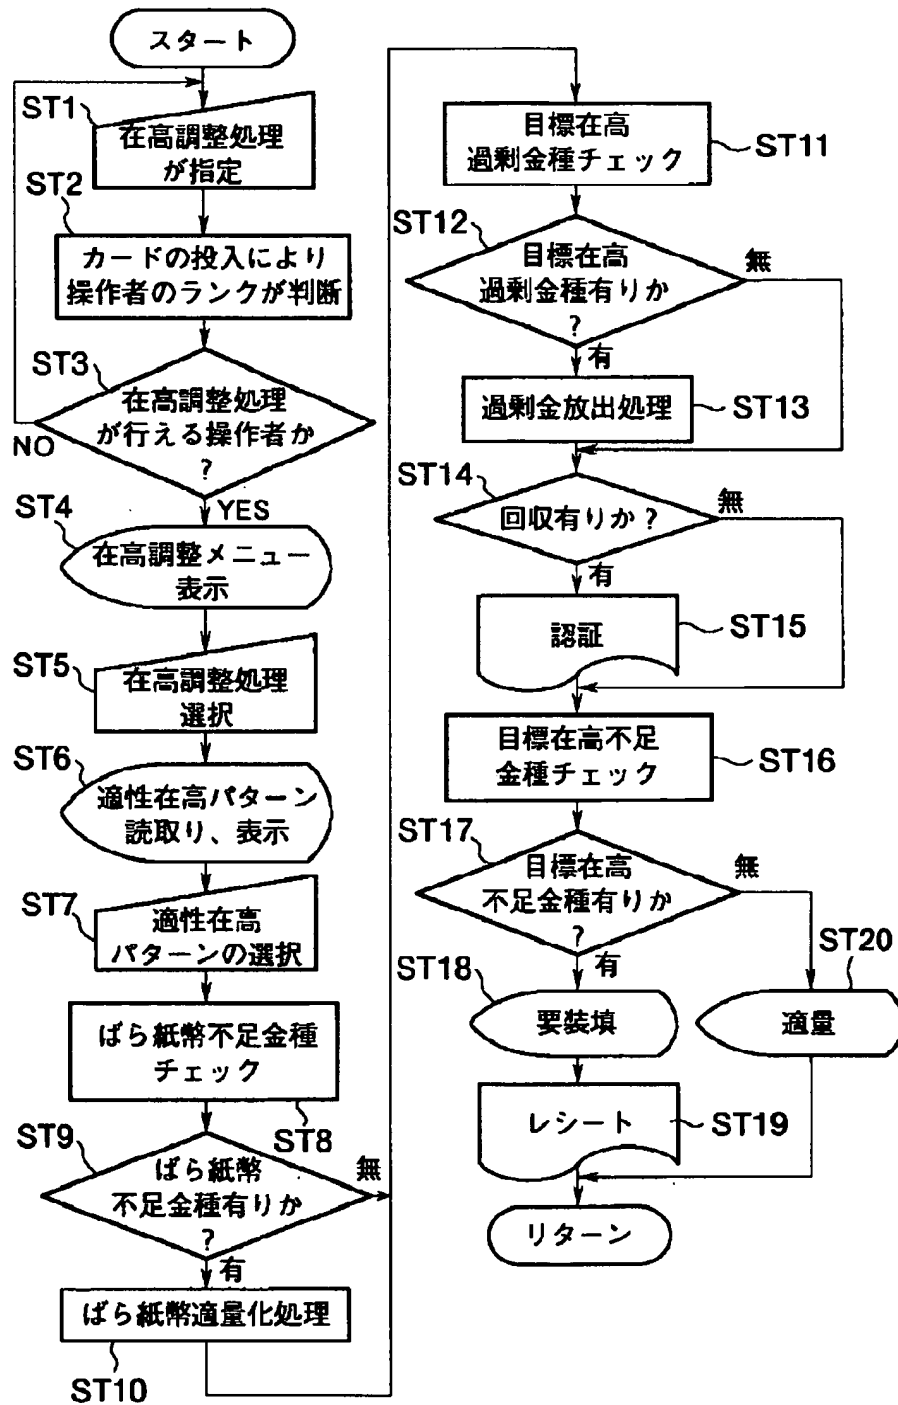 スタート
ST1
在高調整処理
が指定
ST2
カードの投入により
操作者のランクが判断
ST3
在高調整処理
が行える操作者か
?
NO
YES
ST4
在高調整メニュー
表示
ST5
在高調整処理
選択
ST6
適性在高パターン
読取り、表示
ST7
適性在高
パターンの選択
ばら紙幣不足金種
チェック
ST8
ST9
ばら紙幣
不足金種有りか
?
無
有
ばら紙幣適量化処理
ST10
目標在高
過剰金種チェック
ST11
ST12
目標在高
過剰金種有りか
?
無
有
過剰金放出処理
ST13
ST14
回収有りか?
無
有
認証
ST15
目標在高不足
金種チェック
ST16
ST17
目標在高
不足金種有りか
?
無
有
ST18
要装填
ST20
適量
レシート
ST19
リターン